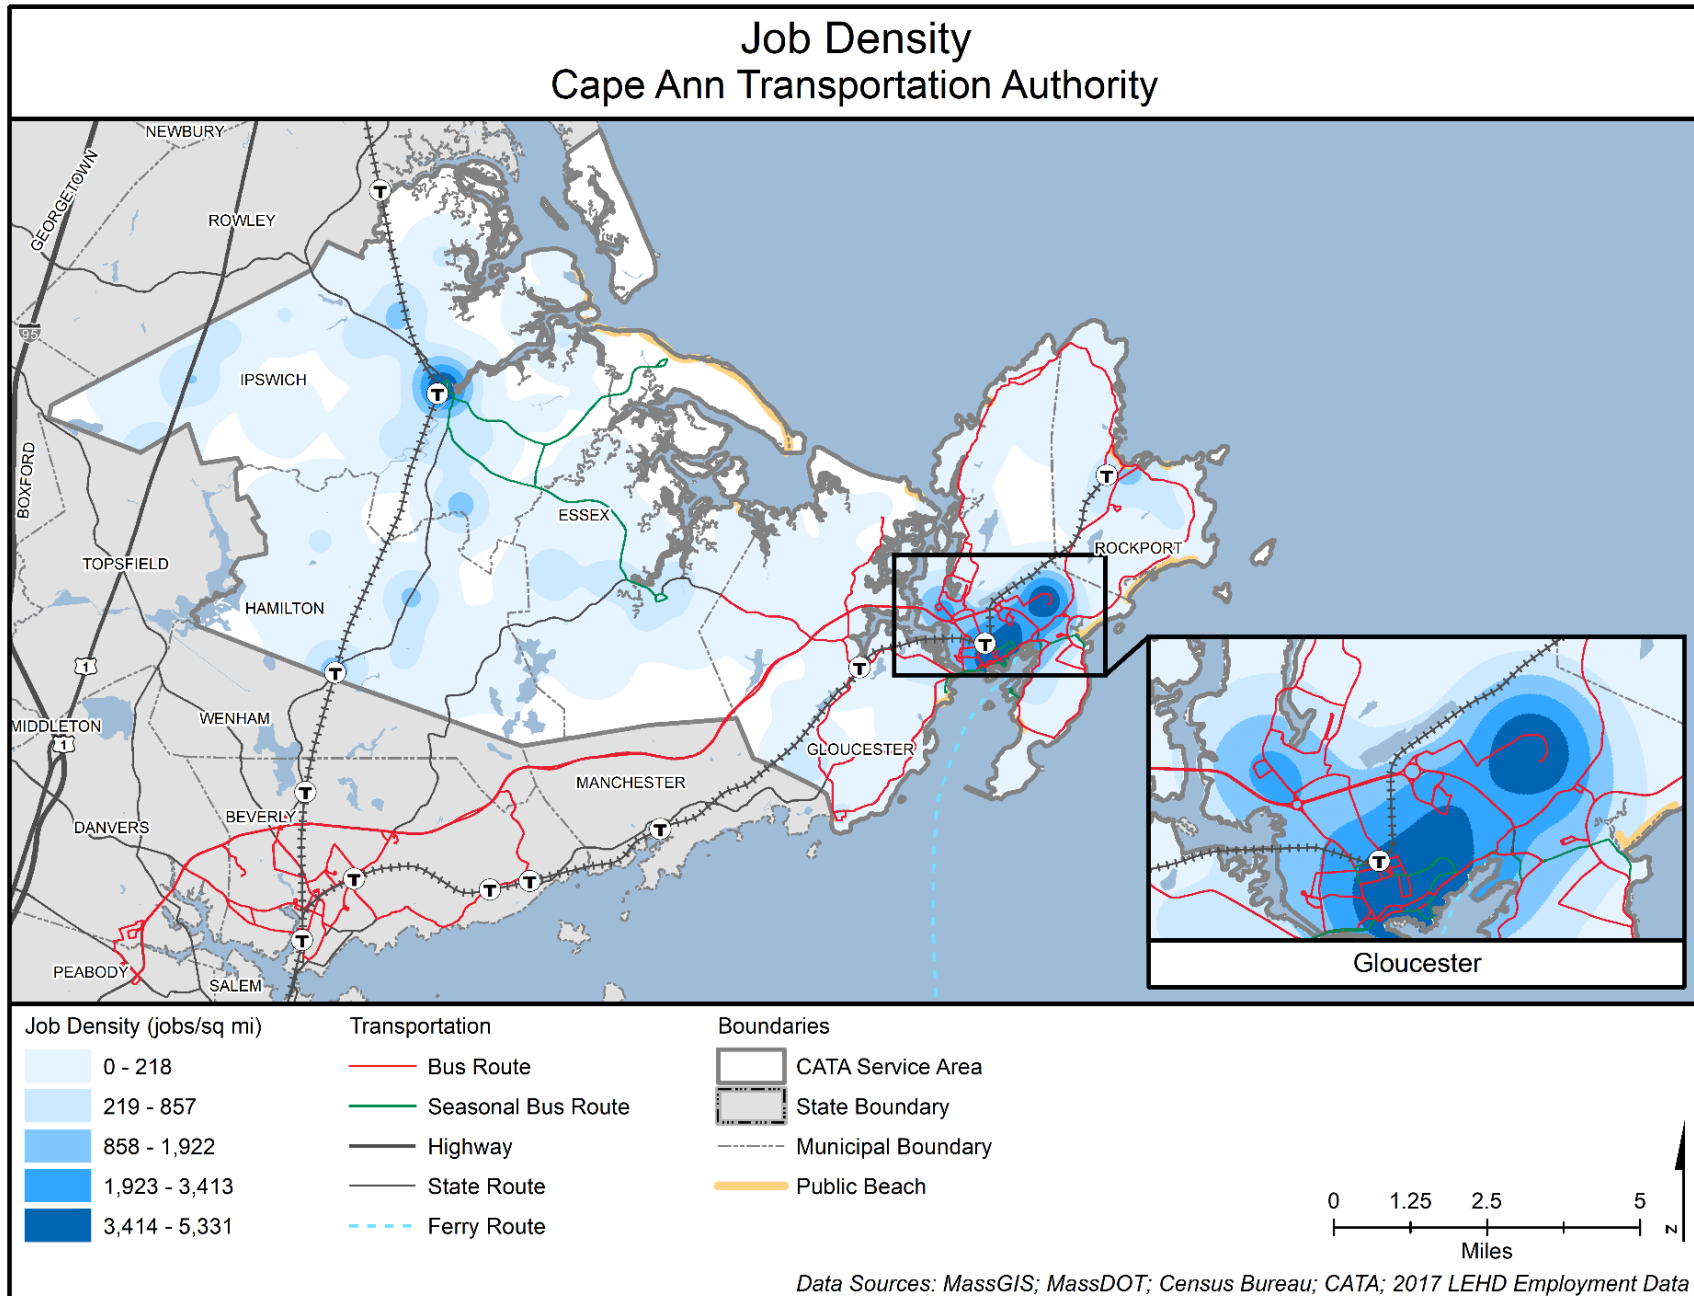 Job Density
Cape Ann Transportation Authority
NEWBURY
GEORGETOWN
ROWLEY
95
IPSWICH
BOXFORD
ESSEX
TOPSFIELD
ROCKPORT
HAMILTON
1
WENHAM
MIDDLETON
1
GLOUCESTER
MANCHESTER
BEVERLY
DANVERS
PEABODY
SALEM
T
T
T
T
T
T
T
T
T
T
T
T
T
Gloucester
Job Density (jobs/sq mi)
0 - 218
219 - 857
858 - 1,922
1,923 - 3,413
3,414 - 5,331
Transportation
Bus Route
Seasonal Bus Route
Highway
State Route
Ferry Route
Boundaries
CATA Service Area
State Boundary
Municipal Boundary
Public Beach
0 1.25 2.5 5
Miles
N
Data Sources: MassGIS; MassDOT; Census Bureau; CATA; 2017 LEHD Employment Data